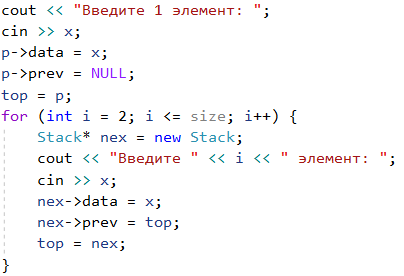 cout << "Введите 1 элемент: ";
cin >> x;
p->data = x;
p->prev = NULL;
top = p;
for (int i = 2; i <= size; i++) {
    Stack* nex = new Stack;
    cout << "Введите " << i << " элемент: ";
    cin >> x;
    nex->data = x;
    nex->prev = top;
    top = nex;
}